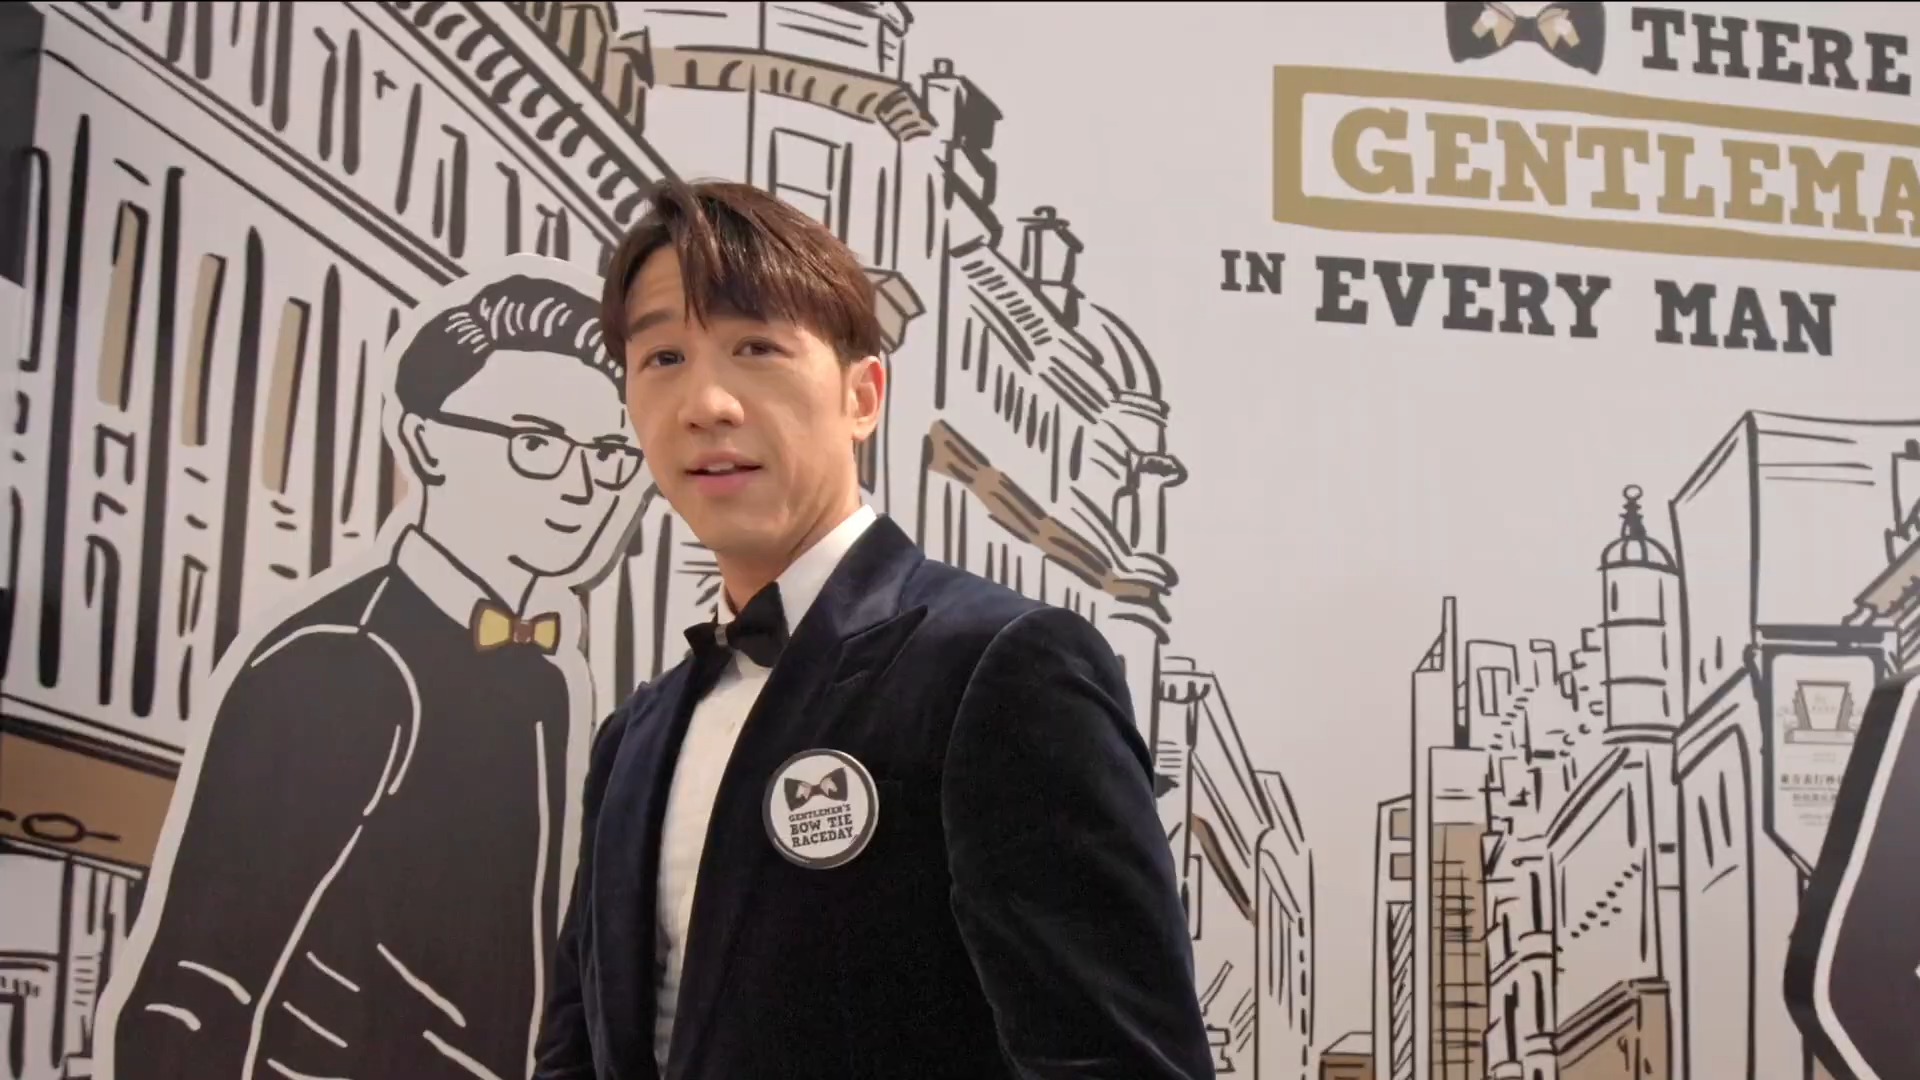 THERE
GENTLEMA
IN EVERY MAN
GENTLEMEN'S
BOW TIE
RACEDAY